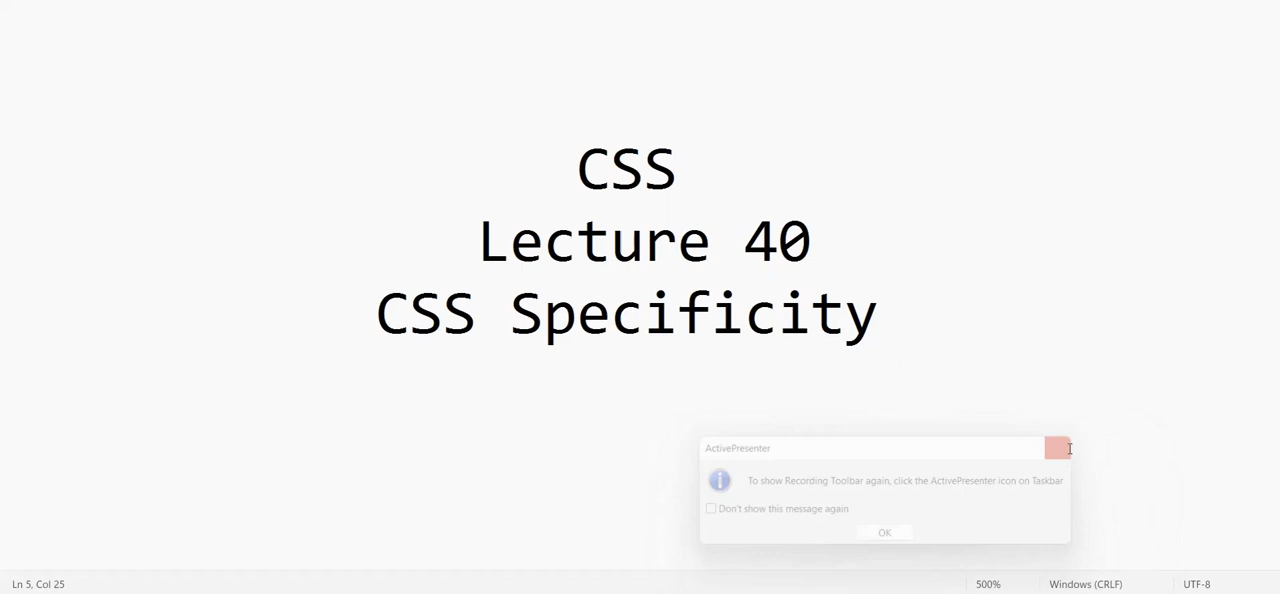 CSS
Lecture 40
CSS Specificity
ActivePresenter
To show Recording Toolbar again, click the ActivePresenter icon on Taskbar
Don't show this message again
OK
Ln 5, Col 25
500%
Windows (CRLF)
UTF-8